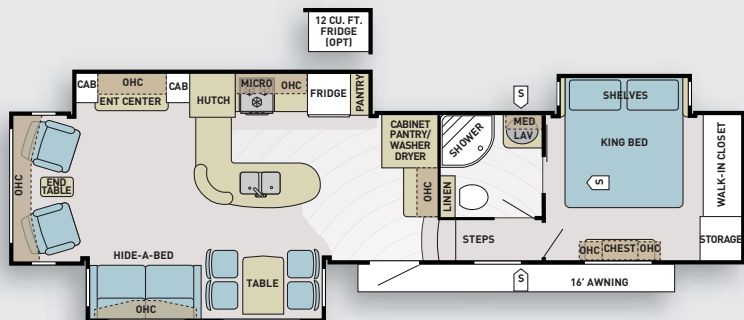 12 CU. FT.
FRIDGE
(OPT)
CAB
OHC
CAB
ENT CENTER
HUTCH
MICRO
OHC
FRIDGE
PANTRY
OHC
END
TABLE
CABINET
PANTRY/
WASHER
DRYER
OHC
SHOWER
MED
LAV
LINEN
S
SHELVES
KING BED
S
WALK-IN CLOSET
STORAGE
STEPS
OHC
CHEST
OHC
HIDE-A-BED
OHC
TABLE
S
16' AWNING